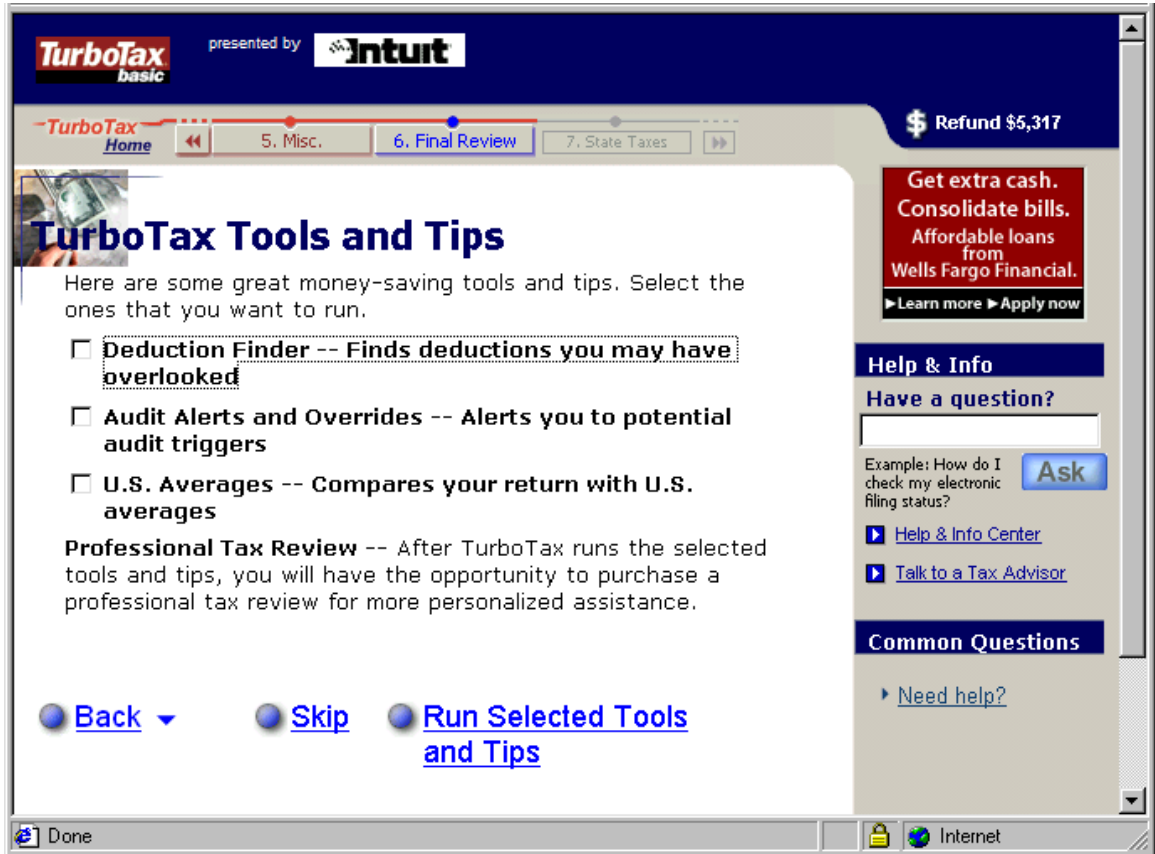 TurboTax
basic
presented by
Intuit
TurboTax
Home
5. Misc.
6. Final Review
7. State Taxes
$ Refund $5,317
TurboTax Tools and Tips
Here are some great money-saving tools and tips. Select the
ones that you want to run.
Deduction Finder -- Finds deductions you may have
overlooked
Audit Alerts and Overrides -- Alerts you to potential
audit triggers
U.S. Averages -- Compares your return with U.S.
averages
Professional Tax Review -- After TurboTax runs the selected
tools and tips, you will have the opportunity to purchase a
professional tax review for more personalized assistance.
Back
Skip
Run Selected Tools
and Tips
Get extra cash.
Consolidate bills.
Affordable loans
from
Wells Fargo Financial.
Learn more Apply now
Help & Info
Have a question?
Example: How do I
check my electronic
filing status?
Ask
Help & Info Center
Talk to a Tax Advisor
Common Questions
Need help?
Done
Internet